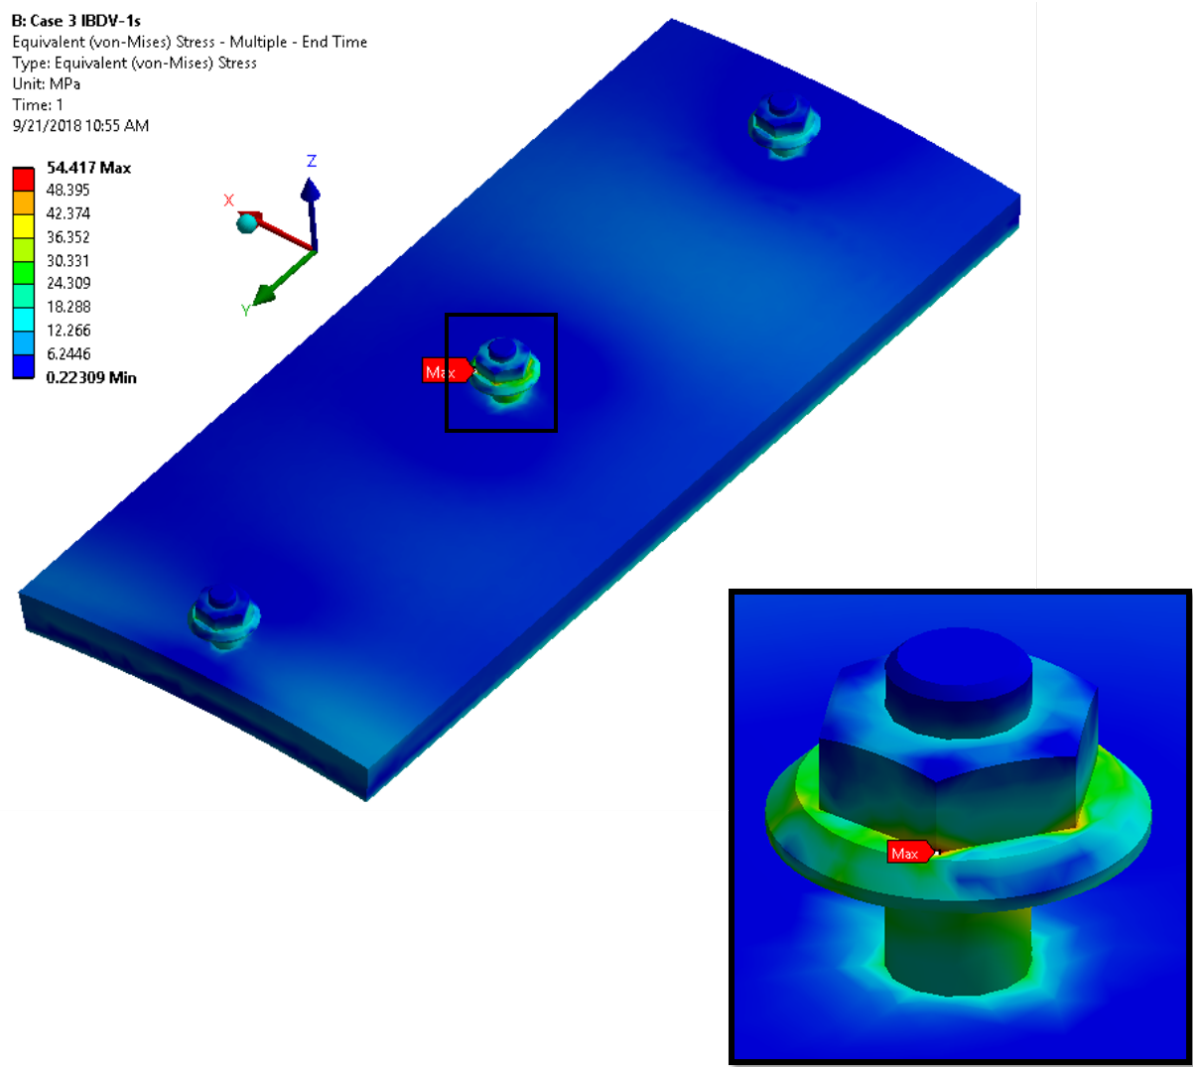 B: Case 3 IBDV-1s
Equivalent (von-Mises) Stress - Multiple - End Time
Type: Equivalent (von-Mises) Stress
Unit: MPa
Time: 1
9/21/2018 10:55 AM
54.417 Max
48.395
42.374
36.352
30.331
24.309
18.288
12.266
6.2446
0.22309 Min
Z
X
Y
Max
Max